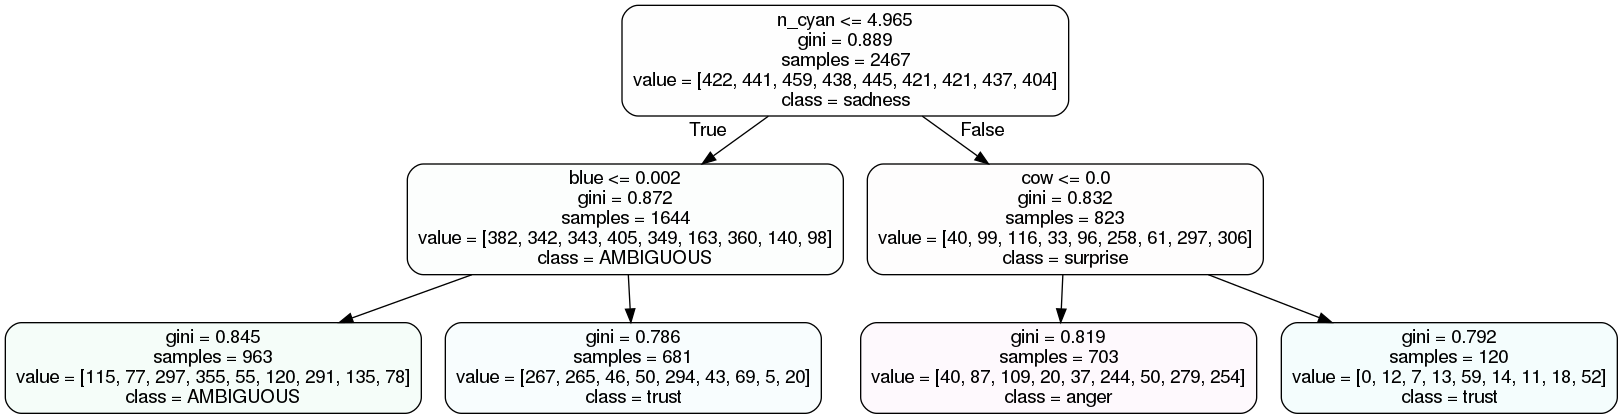 n_cyan <= 4.965
gini = 0.889
samples = 2467
value = [422, 441, 459, 438, 445, 421, 421, 437, 404]
class = sadness
True
False
blue <= 0.002
gini = 0.872
samples = 1644
value = [382, 342, 343, 405, 349, 163, 360, 140, 98]
class = AMBIGUOUS
cow <= 0.0
gini = 0.832
samples = 823
value = [40, 99, 116, 33, 96, 258, 61, 297, 306]
class = surprise
gini = 0.845
samples = 963
value = [115, 77, 297, 355, 55, 120, 291, 135, 78]
class = AMBIGUOUS
gini = 0.786
samples = 681
value = [267, 265, 46, 50, 294, 43, 69, 5, 20]
class = trust
gini = 0.819
samples = 703
value = [40, 87, 109, 20, 37, 244, 50, 279, 254]
class = anger
gini = 0.792
samples = 120
value = [0, 12, 7, 13, 59, 14, 11, 18, 52]
class = trust